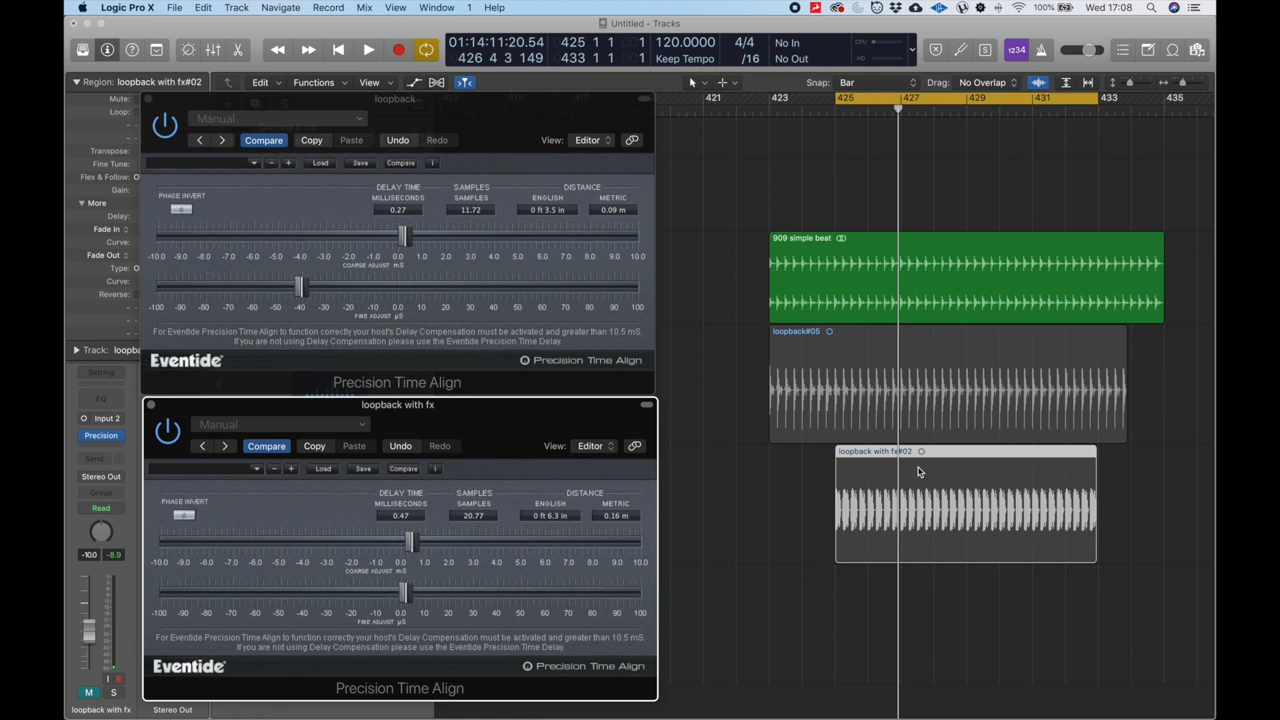 Logic Pro X File Edit Track Navigate Record Mix View Window 1 Help 100% Wed 17:08
Untitled - Tracks
01:14:11:20.54 425 1 1 001 120.0000 4/4 No In CPU
426 4 3 149 433 1 1 001 Keep Tempo /16 No Out HD
1234
Region: loopback with fx#02 Edit Functions View Snap: Bar Drag: No Overlap
Mute:
Loop:
Transpose:
Fine Tune:
Flex & Follow:
Gain:
More
Delay:
Fade In
Curve:
Fade Out
Type:
Curve:
Reverse:
421 423 425 427 429 431 433 435
loopback
Manual
Compare Copy Paste Undo Redo View: Editor
Load Save Compare i
PHASE INVERT
DELAY TIME SAMPLES DISTANCE
MILLISECONDS SAMPLES ENGLISH METRIC
0.27 11.72 0 ft 3.5 in 0.09 m
-10.0 -9.0 -8.0 -7.0 -6.0 -5.0 -4.0 -3.0 -2.0 -1.0 0.0 1.0 2.0 3.0 4.0 5.0 6.0 7.0 8.0 9.0 10.0
COARSE ADJUST mS
-100 -90 -80 -70 -60 -50 -40 -30 -20 -10 0.0 10 20 30 40 50 60 70 80 90 100
FINE ADJUST µS
For Eventide Precision Time Align to function correctly your host's Delay Compensation must be activated and greater than 10.5 mS.
If you are not using Delay Compensation please use the Eventide Precision Time Delay.
Eventide Precision Time Align
Precision Time Align
loopback with fx
Manual
Compare Copy Paste Undo Redo View: Editor
Load Save Compare i
PHASE INVERT
DELAY TIME SAMPLES DISTANCE
MILLISECONDS SAMPLES ENGLISH METRIC
0.47 20.77 0 ft 6.3 in 0.16 m
-10.0 -9.0 -8.0 -7.0 -6.0 -5.0 -4.0 -3.0 -2.0 -1.0 0.0 1.0 2.0 3.0 4.0 5.0 6.0 7.0 8.0 9.0 10.0
COARSE ADJUST mS
-100 -90 -80 -70 -60 -50 -40 -30 -20 -10 0.0 10 20 30 40 50 60 70 80 90 100
FINE ADJUST µS
For Eventide Precision Time Align to function correctly your host's Delay Compensation must be activated and greater than 10.5 mS.
If you are not using Delay Compensation please use the Eventide Precision Time Delay.
Eventide Precision Time Align
Precision Time Align
909 simple beat
loopback#05
loopback with fx#02
Track: loopba
Setting
EQ
Input 2
Precision
Send
Stereo Out
Group
Read
-10.0 -8.9
I R
M S
loopback with fx Stereo Out